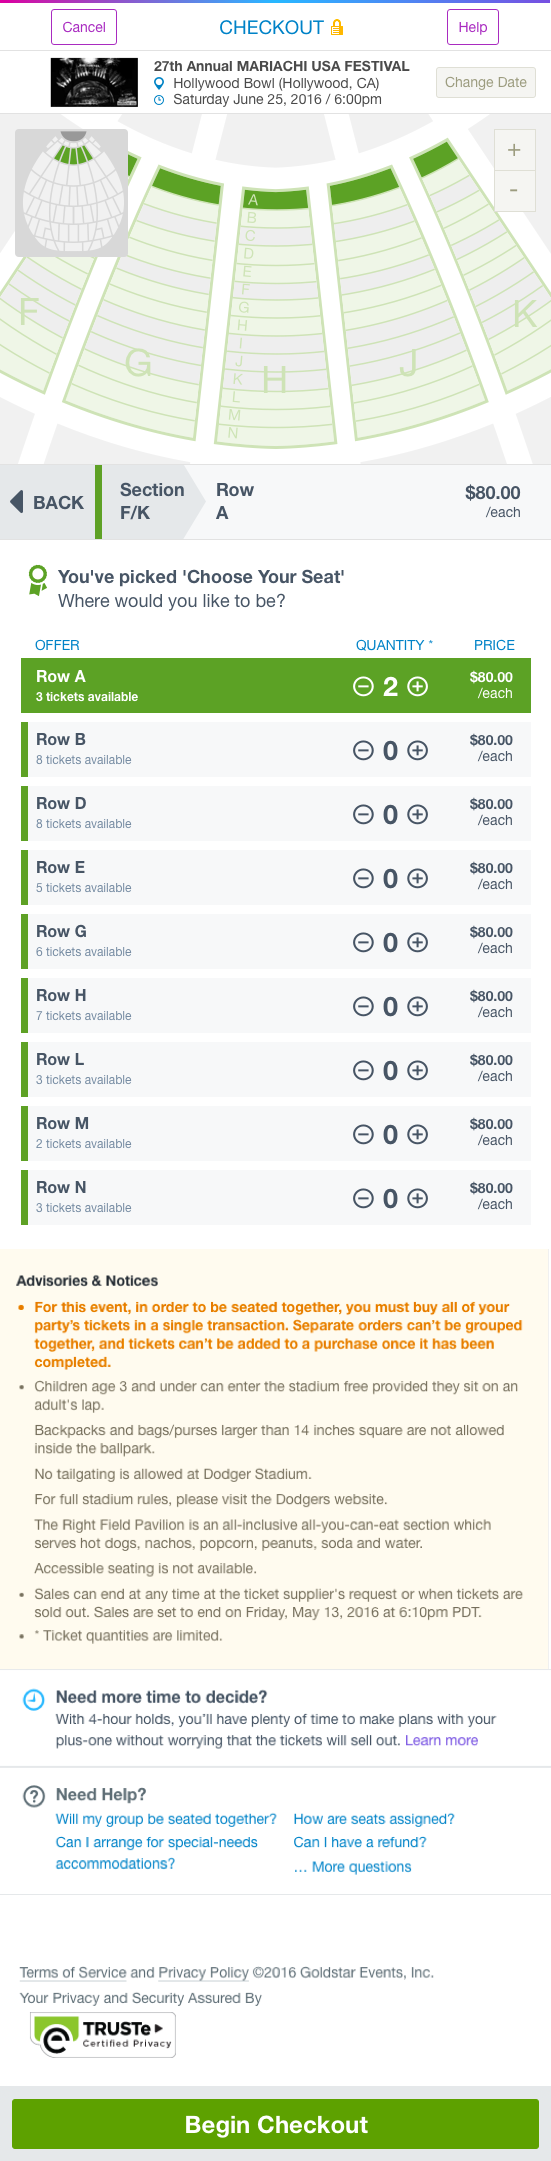 Cancel
CHECKOUT
Help
27th Annual MARIACHI USA FESTIVAL
Hollywood Bowl (Hollywood, CA)
Saturday June 25, 2016 / 6:00pm
Change Date
+
-
A
B
C
D
E
F
G
H
I
J
K
L
M
N
F
G
H
J
K
BACK
Section
F/K
Row
A
$80.00
/each
You've picked 'Choose Your Seat'
Where would you like to be?
OFFER QUANTITY * PRICE
Row A
3 tickets available
2
$80.00
/each
Row B
8 tickets available
0
$80.00
/each
Row D
8 tickets available
0
$80.00
/each
Row E
5 tickets available
0
$80.00
/each
Row G
6 tickets available
0
$80.00
/each
Row H
7 tickets available
0
$80.00
/each
Row L
3 tickets available
0
$80.00
/each
Row M
2 tickets available
0
$80.00
/each
Row N
3 tickets available
0
$80.00
/each
Advisories & Notices
• For this event, in order to be seated together, you must buy all of your
party's tickets in a single transaction. Separate orders can't be grouped
together, and tickets can't be added to a purchase once it has been
completed.
• Children age 3 and under can enter the stadium free provided they sit on an
adult's lap.
Backpacks and bags/purses larger than 14 inches square are not allowed
inside the ballpark.
No tailgating is allowed at Dodger Stadium.
For full stadium rules, please visit the Dodgers website.
The Right Field Pavilion is an all-inclusive all-you-can-eat section which
serves hot dogs, nachos, popcorn, peanuts, soda and water.
Accessible seating is not available.
• Sales can end at any time at the ticket supplier's request or when tickets are
sold out. Sales are set to end on Friday, May 13, 2016 at 6:10pm PDT.
• * Ticket quantities are limited.
Need more time to decide?
With 4-hour holds, you'll have plenty of time to make plans with your
plus-one without worrying that the tickets will sell out. Learn more
Need Help?
Will my group be seated together?
Can I arrange for special-needs
accommodations?
How are seats assigned?
Can I have a refund?
... More questions
Terms of Service and Privacy Policy ©2016 Goldstar Events, Inc.
Your Privacy and Security Assured By
TRUSTe
Certified Privacy
Begin Checkout